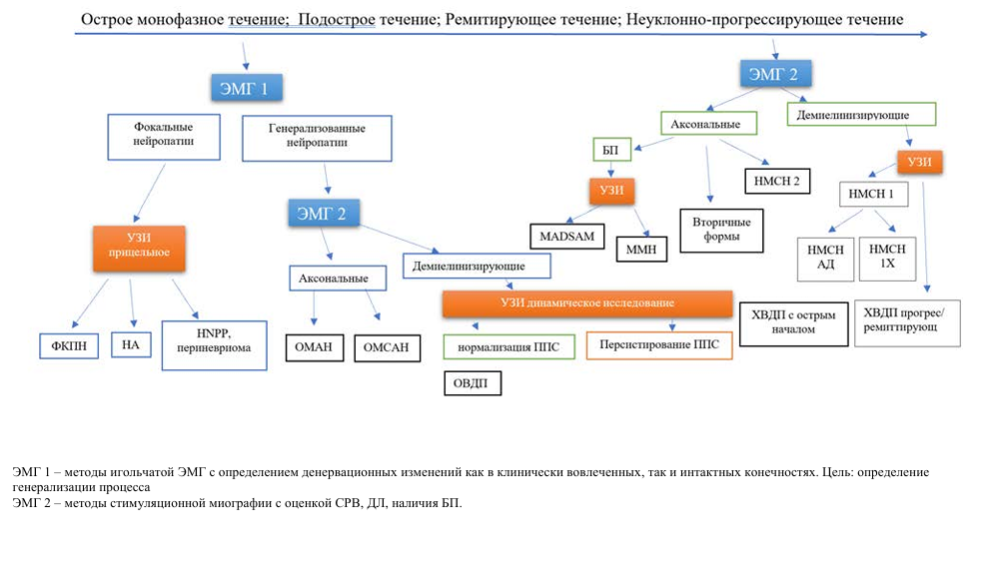 Острое монофазное течение; Подострое течение; Ремитирующее течение; Неуклонно-прогрессирующее течение
ЭМГ 1
ЭМГ 2
Фокальные
нейропатии
Генерализованные
нейропатии
Аксональные
Демиелинизирующие
БП
УЗИ
УЗИ
НМСН 2
НМСН 1
ЭМГ 2
MADSAM
ММН
Вторичные
формы
НМСН
АД
НМСН
1X
УЗИ
прицельное
Аксональные
Демиелинизирующие
УЗИ динамическое исследование
ХВДП с острым
началом
ХВДП прогрес/
ремиттирующ
ФКПН
НА
HNPP,
периневриома
ОМАН
ОМСАН
нормализация ППС
Персистирование ППС
ОВДП
ЭМГ 1 – методы игольчатой ЭМГ с определением денервационных изменений как в клинически вовлеченных, так и интактных конечностях. Цель: определение
генерализации процесса
ЭМГ 2 – методы стимуляционной миографии с оценкой СРВ, ДЛ, наличия БП.